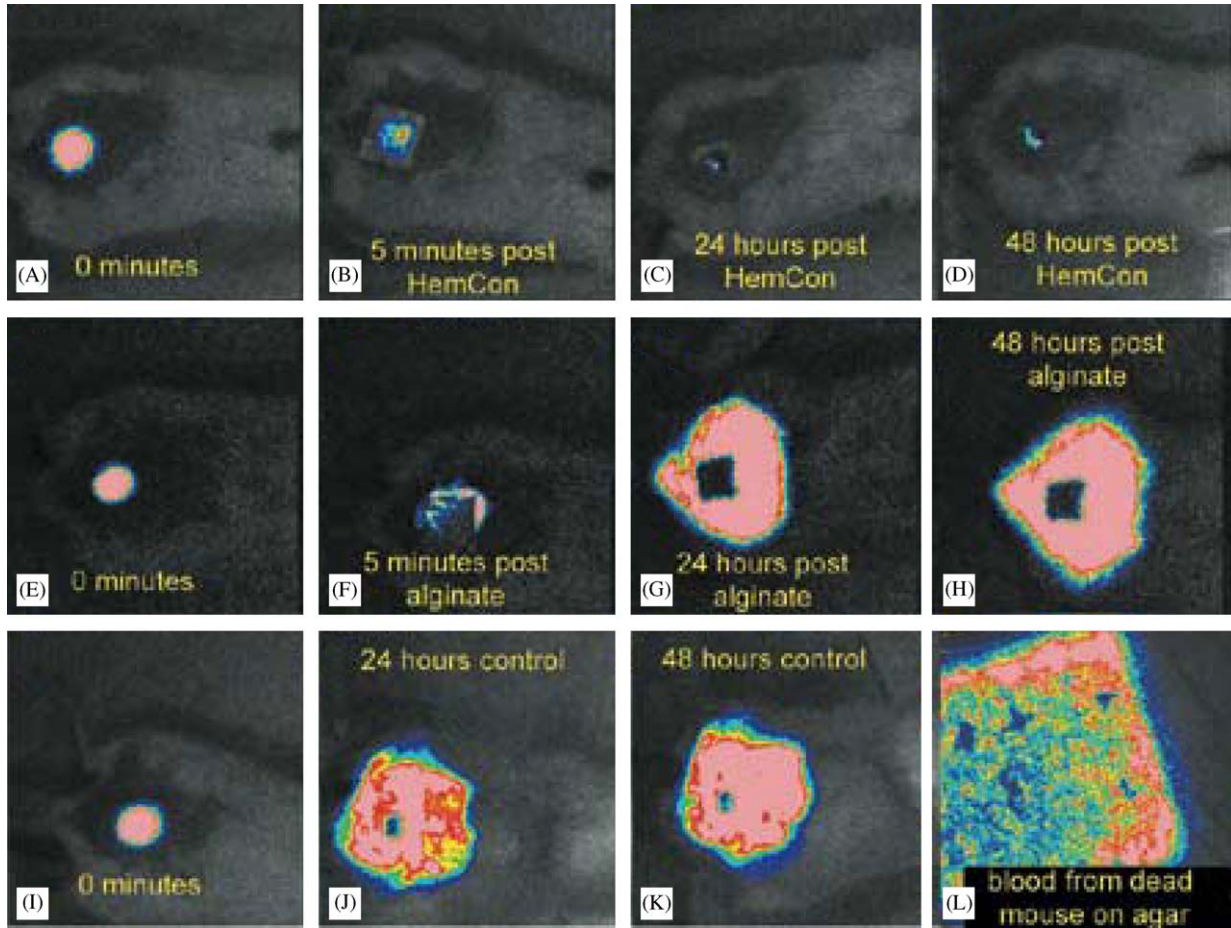 0 minutes
(A)
5 minutes post
HemCon
(B)
24 hours post
HemCon
(C)
48 hours post
HemCon
(D)
0 minutes
(E)
5 minutes post
alginate
(F)
24 hours post
alginate
(G)
48 hours post
alginate
(H)
0 minutes
(I)
24 hours control
(J)
48 hours control
(K)
blood from dead
mouse on agar
(L)